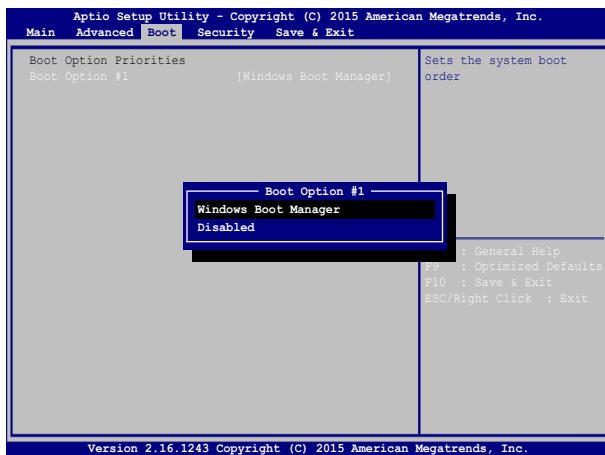 Aptio Setup Utility - Copyright (C) 2015 American Megatrends, Inc.
Main Advanced Boot Security Save & Exit
Boot Option Priorities
Boot Option #1 [Windows Boot Manager]
Sets the system boot
order
Boot Option #1
Windows Boot Manager
Disabled
: General Help
F9 : Optimized Defaults
F10 : Save & Exit
ESC/Right Click : Exit
Version 2.16.1243 Copyright (C) 2015 American Megatrends, Inc.